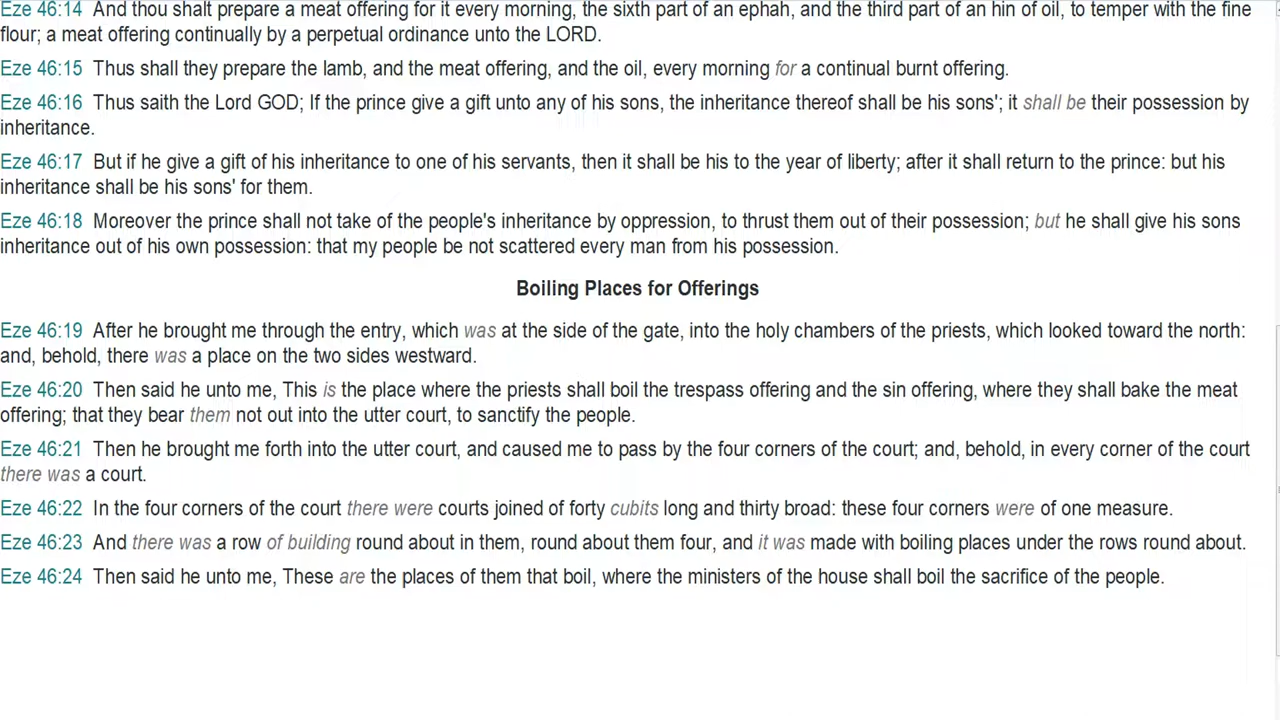 Eze 46:14 And thou shalt prepare a meat offering for it every morning, the sixth part of an ephah, and the third part of an hin of oil, to temper with the fine
flour; a meat offering continually by a perpetual ordinance unto the LORD.
Eze 46:15 Thus shall they prepare the lamb, and the meat offering, and the oil, every morning for a continual burnt offering.
Eze 46:16 Thus saith the Lord GOD; If the prince give a gift unto any of his sons, the inheritance thereof shall be his sons'; it shall be their possession by
inheritance.
Eze 46:17 But if he give a gift of his inheritance to one of his servants, then it shall be his to the year of liberty; after it shall return to the prince: but his
inheritance shall be his sons' for them.
Eze 46:18 Moreover the prince shall not take of the people's inheritance by oppression, to thrust them out of their possession; but he shall give his sons
inheritance out of his own possession: that my people be not scattered every man from his possession.
Boiling Places for Offerings
Eze 46:19 After he brought me through the entry, which was at the side of the gate, into the holy chambers of the priests, which looked toward the north:
and, behold, there was a place on the two sides westward.
Eze 46:20 Then said he unto me, This is the place where the priests shall boil the trespass offering and the sin offering, where they shall bake the meat
offering; that they bear them not out into the utter court, to sanctify the people.
Eze 46:21 Then he brought me forth into the utter court, and caused me to pass by the four corners of the court; and, behold, in every corner of the court
there was a court.
Eze 46:22 In the four corners of the court there were courts joined of forty cubits long and thirty broad: these four corners were of one measure.
Eze 46:23 And there was a row of building round about in them, round about them four, and it was made with boiling places under the rows round about.
Eze 46:24 Then said he unto me, These are the places of them that boil, where the ministers of the house shall boil the sacrifice of the people.